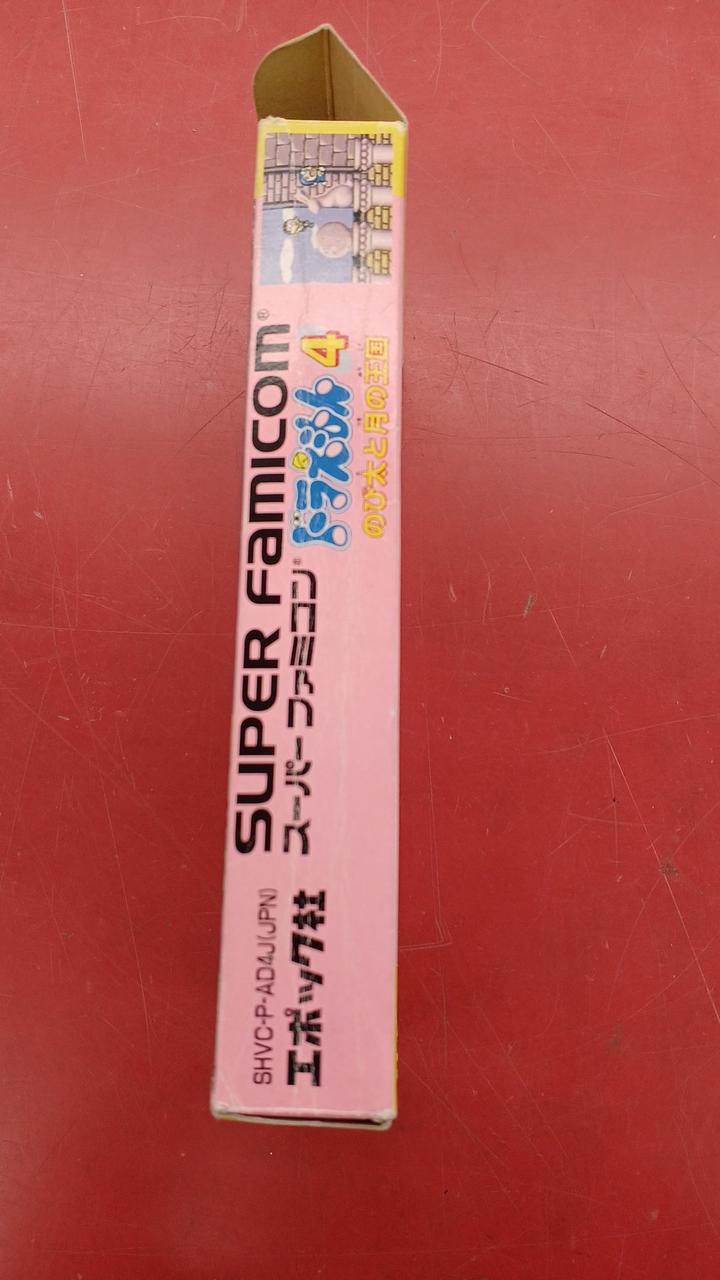 SHVC-P-AD4J(JPN)
エポック社
SUPER FAMICOM®
スーパーファミコン®
ドラえもん4
のび太と月の王国